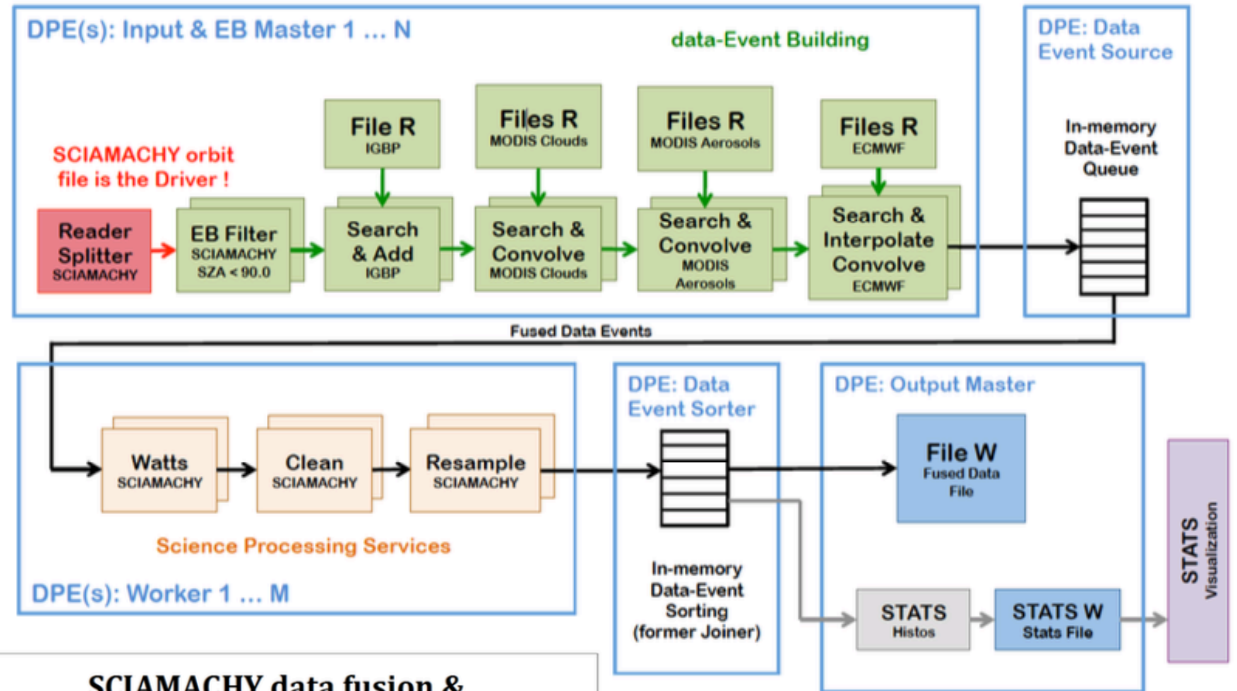 DPE(s): Input & EB Master 1 ... N
data-Event Building
DPE: Data
Event Source
File R
IGBP
Files R
MODIS Clouds
Files R
MODIS Aerosols
Files R
ECMWF
In-memory
Data-Event
Queue
SCIAMACHY orbit
file is the Driver !
Reader
Splitter
SCIAMACHY
EB Filter
SCIAMACHY
SZA < 90.0
Search
& Add
IGBP
Search &
Convolve
MODIS Clouds
Search &
Convolve
MODIS
Aerosols
Search &
Interpolate
Convolve
ECMWF
Fused Data Events
Watts
SCIAMACHY
Clean
SCIAMACHY
Resample
SCIAMACHY
Science Processing Services
DPE(s): Worker 1 ... M
DPE: Data
Event Sorter
In-memory
Data-Event
Sorting
(former Joiner)
DPE: Output Master
File W
Fused Data
File
STATS
Histos
STATS W
Stats File
STATS
Visualization
SCIAMACHY data fusion &